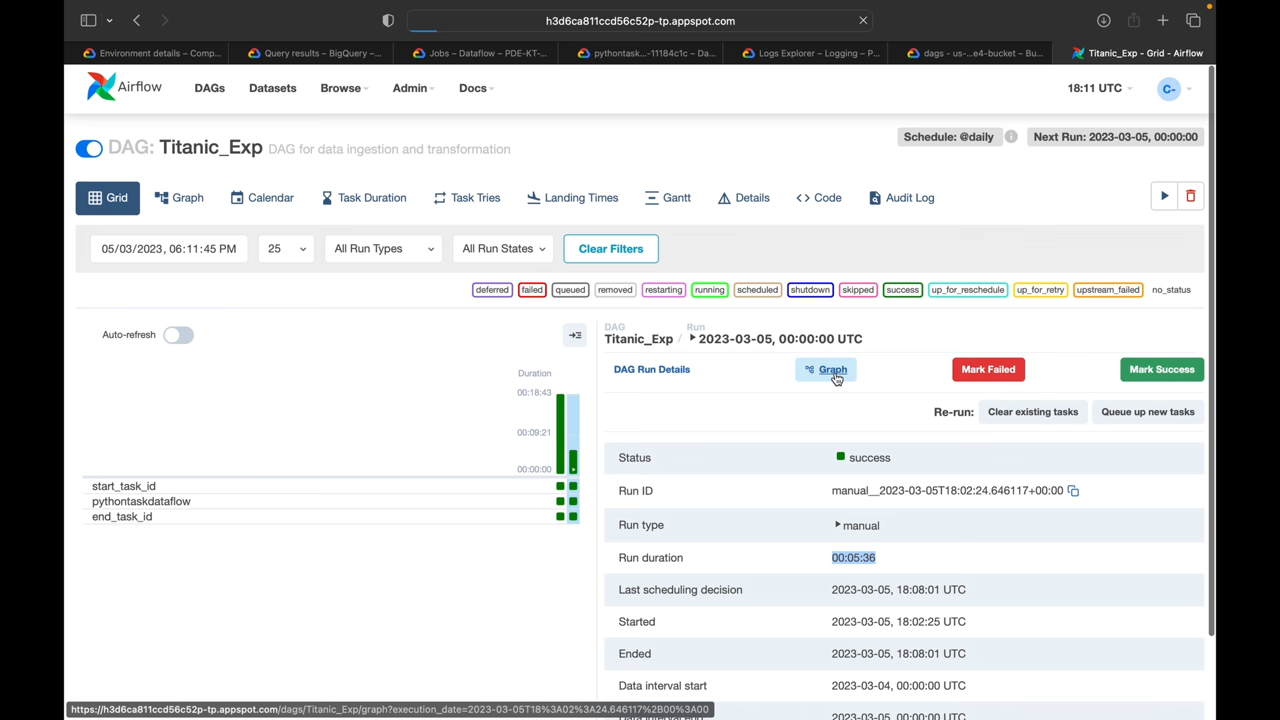 h3d6ca811ccd56c52p-tp.appspot.com
Environment details – Comp...
Query results – BigQuery –...
Jobs – Dataflow – PDE-KT-...
pythontask...-11184c1c – Da...
Logs Explorer – Logging – P...
dags - us-...e4-bucket – Bu...
Titanic_Exp - Grid - Airflow
Airflow
DAGs
Datasets
Browse
Admin
Docs
18:11 UTC
C-
DAG: Titanic_Exp DAG for data ingestion and transformation
Schedule: @daily
Next Run: 2023-03-05, 00:00:00
Grid
Graph
Calendar
Task Duration
Task Tries
Landing Times
Gantt
Details
<> Code
Audit Log
05/03/2023, 06:11:45 PM
25
All Run Types
All Run States
Clear Filters
deferred
failed
queued
removed
restarting
running
scheduled
shutdown
skipped
success
up_for_reschedule
up_for_retry
upstream_failed
no_status
Auto-refresh
Duration
00:18:43
00:09:21
00:00:00
start_task_id
pythontaskdataflow
end_task_id
DAG
Titanic_Exp
/
Run
2023-03-05, 00:00:00 UTC
DAG Run Details
Graph
Mark Failed
Mark Success
Re-run:
Clear existing tasks
Queue up new tasks
Status
success
Run ID
manual__2023-03-05T18:02:24.646117+00:00
Run type
manual
Run duration
00:05:36
Last scheduling decision
2023-03-05, 18:08:01 UTC
Started
2023-03-05, 18:02:25 UTC
Ended
2023-03-05, 18:08:01 UTC
Data interval start
2023-03-04, 00:00:00 UTC
https://h3d6ca811ccd56c52p-tp.appspot.com/dags/Titanic_Exp/graph?execution_date=2023-03-05T18%3A02%3A24.646117%2B00%3A00